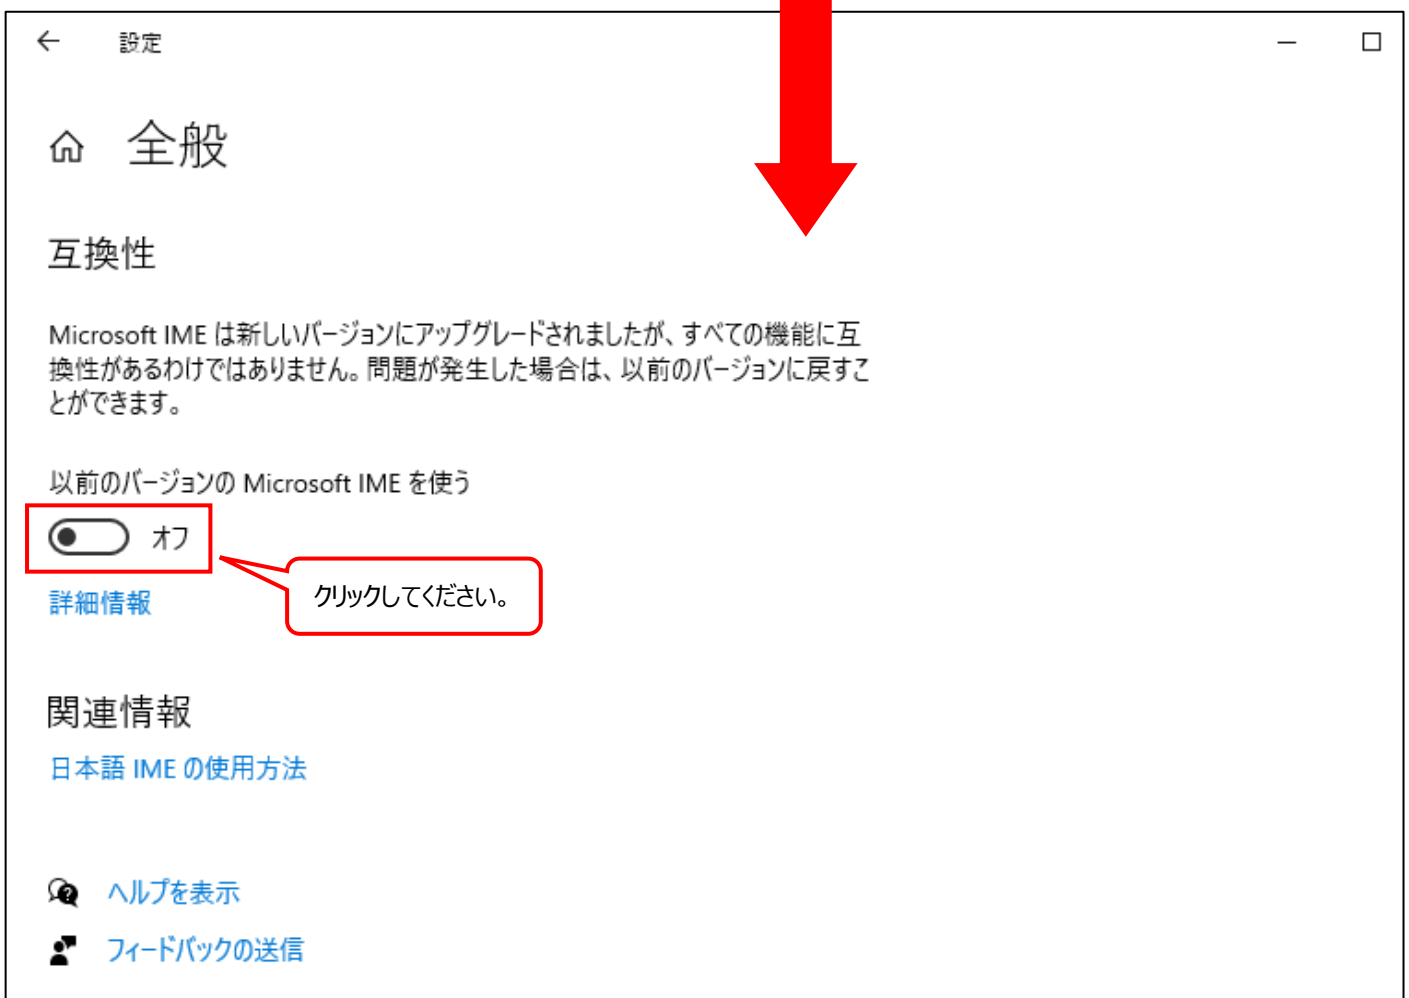 設定
全般
互換性
Microsoft IME は新しいバージョンにアップグレードされましたが、すべての機能に互
換性があるわけではありません。問題が発生した場合は、以前のバージョンに戻すこ
とができます。
以前のバージョンの Microsoft IME を使う
オフ
クリックしてください。
詳細情報
関連情報
日本語 IME の使用方法
ヘルプを表示
フィードバックの送信